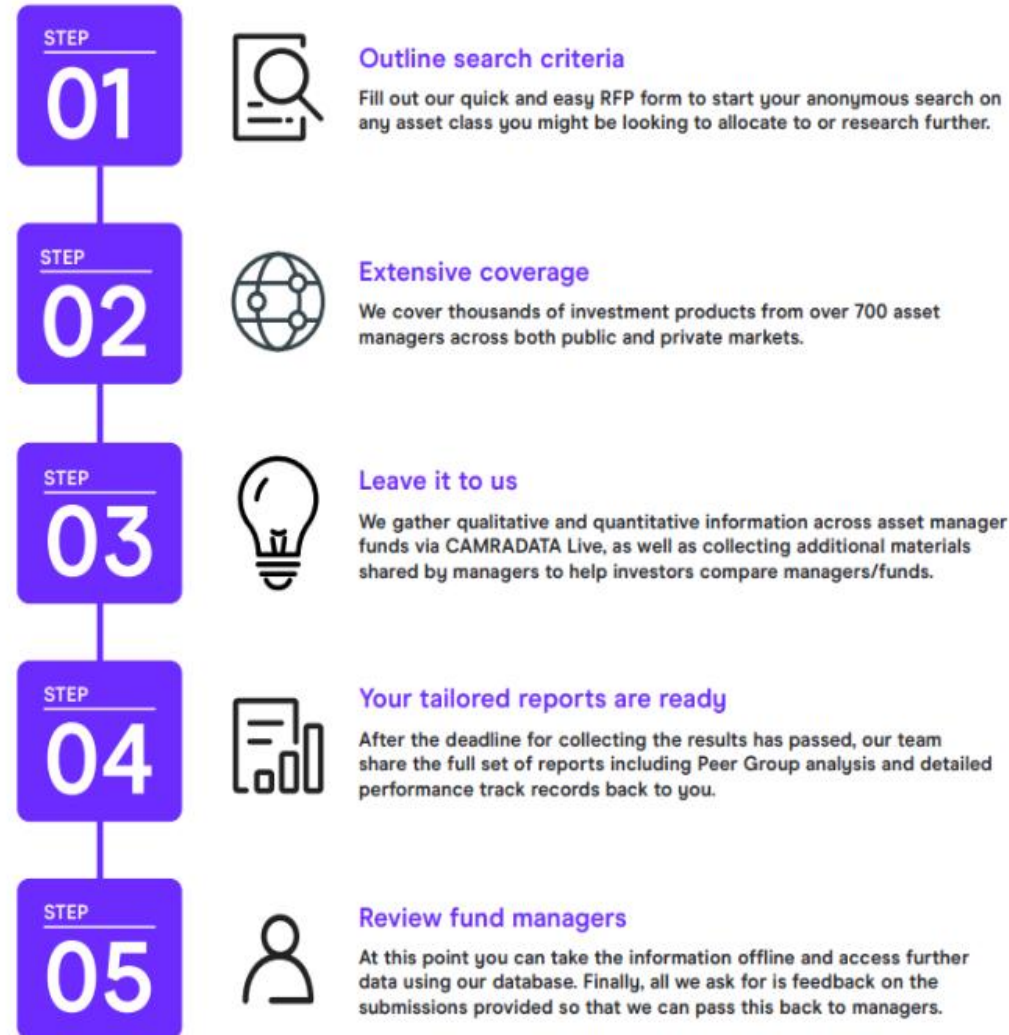 STEP
01
Outline search criteria
Fill out our quick and easy RFP form to start your anonymous search on
any asset class you might be looking to allocate to or research further.
STEP
02
Extensive coverage
We cover thousands of investment products from over 700 asset
managers across both public and private markets.
STEP
03
Leave it to us
We gather qualitative and quantitative information across asset manager
funds via CAMRADATA Live, as well as collecting additional materials
shared by managers to help investors compare managers/funds.
STEP
04
Your tailored reports are ready
After the deadline for collecting the results has passed, our team
share the full set of reports including Peer Group analysis and detailed
performance track records back to you.
STEP
05
Review fund managers
At this point you can take the information offline and access further
data using our database. Finally, all we ask for is feedback on the
submissions provided so that we can pass this back to managers.